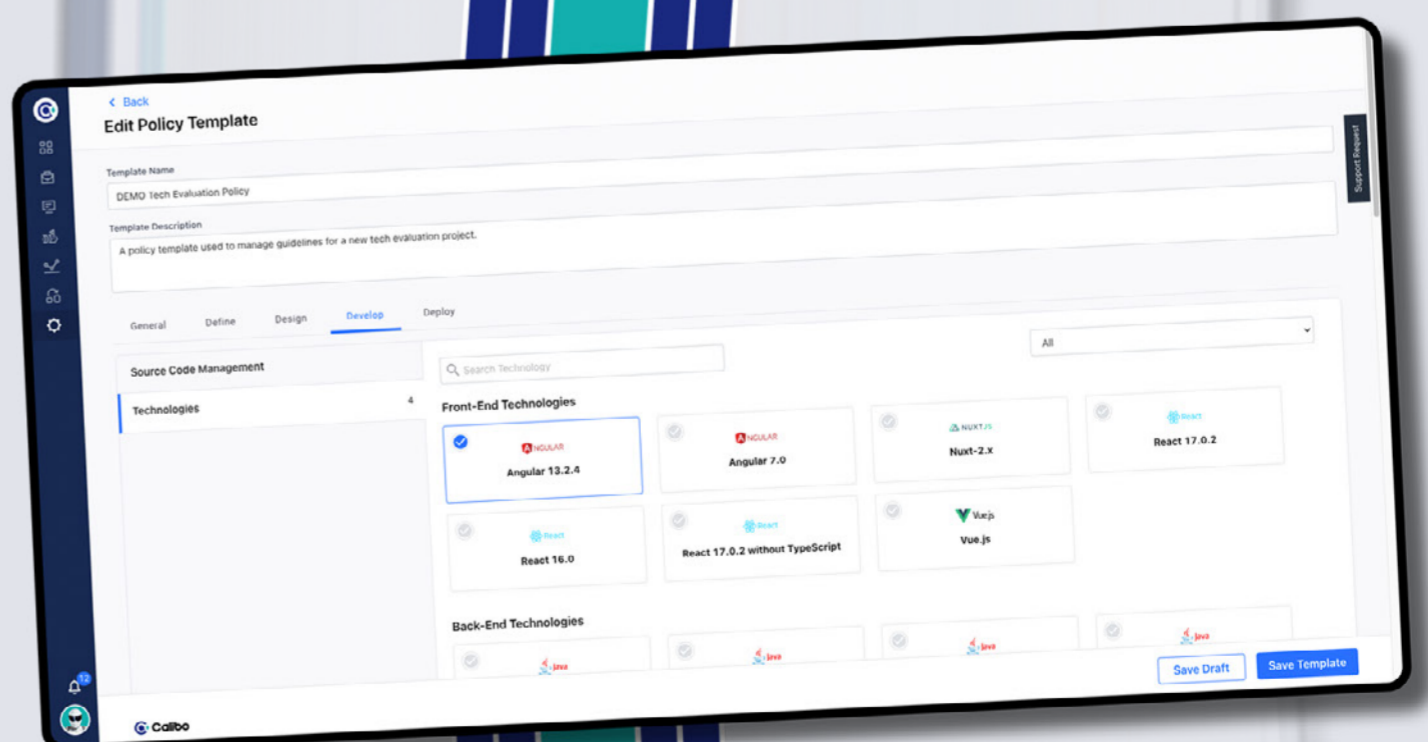 < Back
Edit Policy Template
Support Request
Template Name
DEMO Tech Evaluation Policy
Template Description
A policy template used to manage guidelines for a new tech evaluation project.
General Define Design Develop Deploy
Source Code Management
Search Technology
All
Technologies 4
Front-End Technologies
ANGULAR ANGULAR NUXTJS React
Angular 13.2.4 Angular 7.0 Nuxt-2.x React 17.0.2
React React Vue.js
React 16.0 React 17.0.2 without TypeScript Vue.js
Back-End Technologies
Java Java Java Java
Save Draft Save Template
12
Calibo